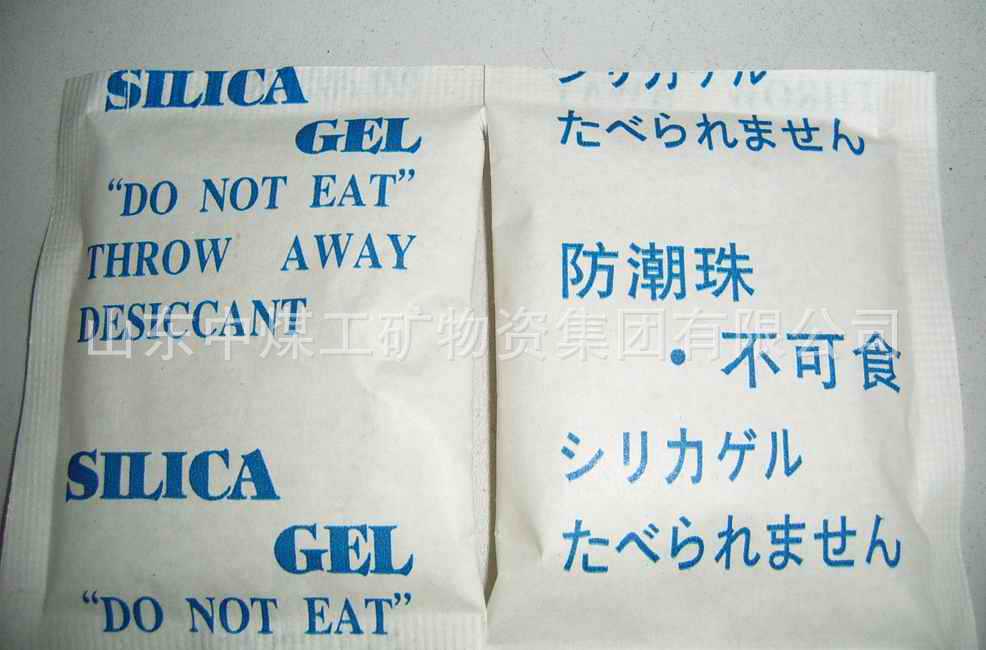 SILICA
GEL
“DO NOT EAT”
THROW AWAY
DESICCANT
SILICA
GEL
“DO NOT EAT”
シリカゲル
たべられません
防潮珠
・不可食
シリカゲル
たべられません
山东中煤工矿物资集团有限公司